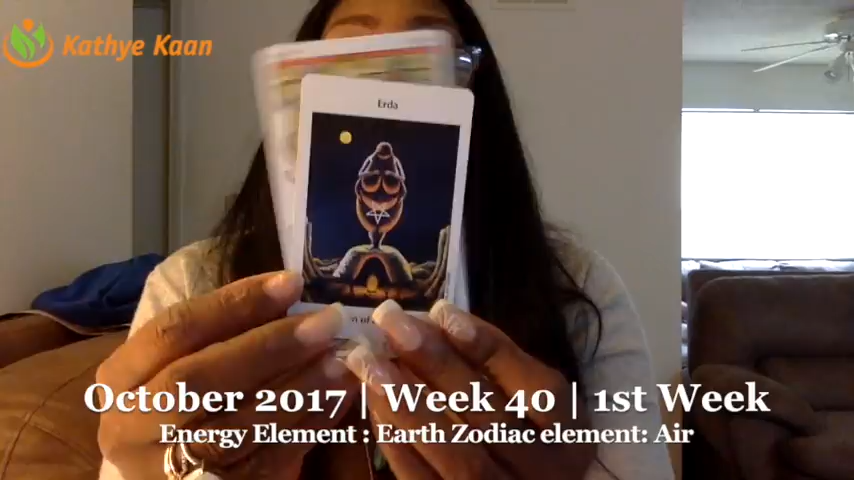 Kathye Kaan
Erda
October 2017 | Week 40 | 1st Week
Energy Element : Earth Zodiac element: Air